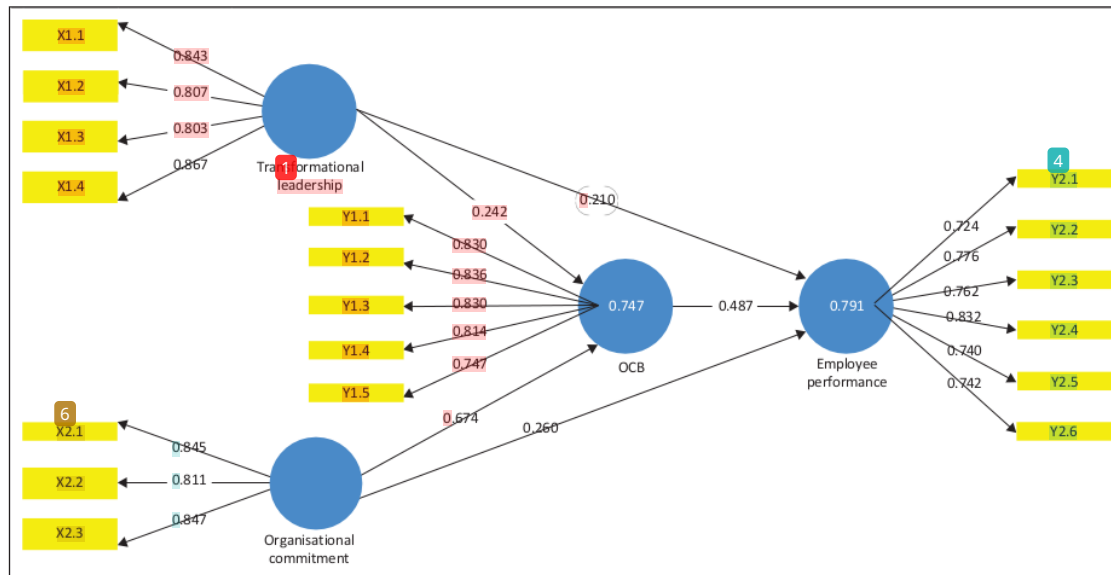 X1.1
X1.2
X1.3
X1.4
0.843
0.807
0.803
0.867
1
Transformational
leadership
0.242
0.210
Y1.1
Y1.2
Y1.3
Y1.4
Y1.5
0.830
0.836
0.830
0.814
0.747
0.747
OCB
0.487
0.791
Employee
performance
4
Y2.1
Y2.2
Y2.3
Y2.4
Y2.5
Y2.6
0.724
0.776
0.762
0.832
0.740
0.742
6
X2.1
X2.2
X2.3
0.845
0.811
0.847
0.674
0.260
Organisational
commitment